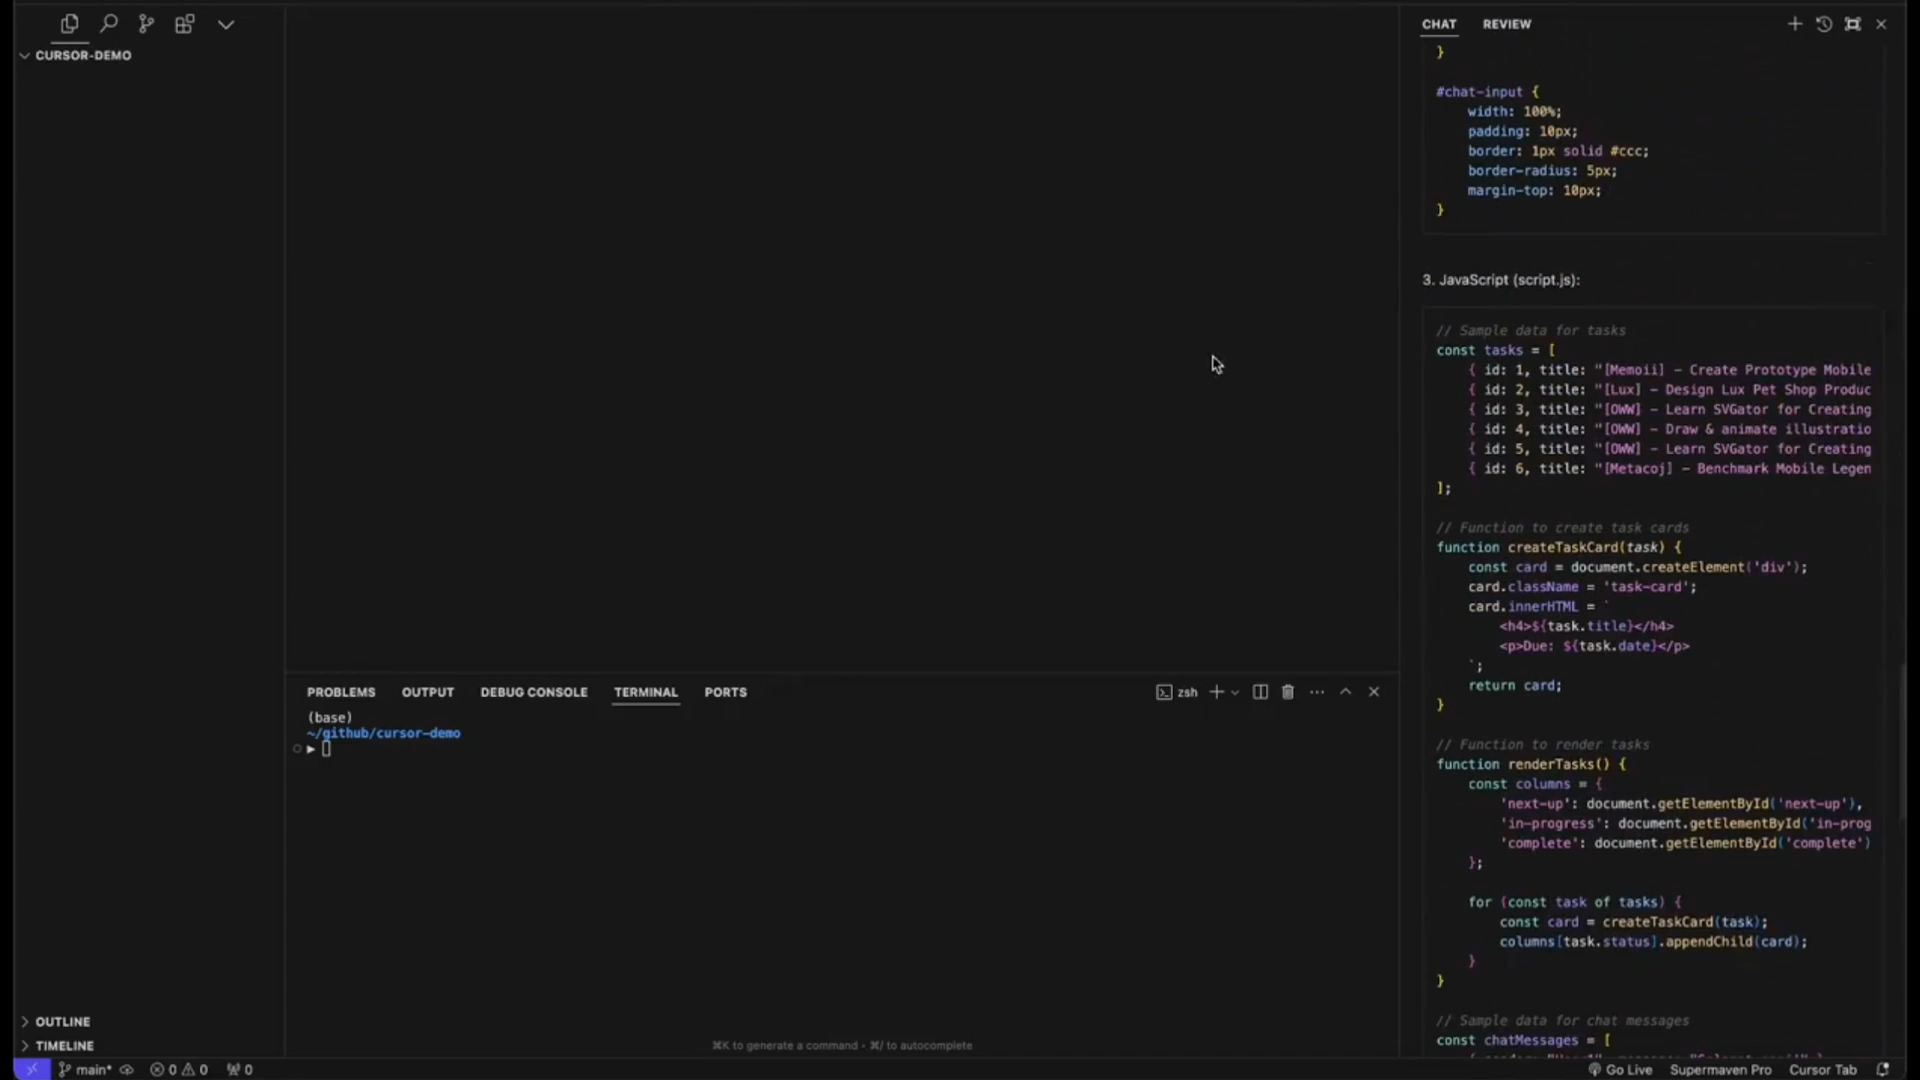 CURSOR-DEMO
OUTLINE
TIMELINE
PROBLEMS OUTPUT DEBUG CONSOLE TERMINAL PORTS
zsh
(base)
~/github/cursor-demo
⌘K to generate a command · ⌘/ to autocomplete
CHAT REVIEW
}
#chat-input {
width: 100%;
padding: 10px;
border: 1px solid #ccc;
border-radius: 5px;
margin-top: 10px;
}
3. JavaScript (script.js):
// Sample data for tasks
const tasks = [
{ id: 1, title: "[Memoii] – Create Prototype Mobile
{ id: 2, title: "[Lux] – Design Lux Pet Shop Produc
{ id: 3, title: "[OWW] – Learn SVGator for Creating
{ id: 4, title: "[OWW] – Draw & animate illustratio
{ id: 5, title: "[OWW] – Learn SVGator for Creating
{ id: 6, title: "[Metacoj] – Benchmark Mobile Legen
];
// Function to create task cards
function createTaskCard(task) {
const card = document.createElement('div');
card.className = 'task-card';
card.innerHTML = `
<h4>${task.title}</h4>
<p>Due: ${task.date}</p>
`;
return card;
}
// Function to render tasks
function renderTasks() {
const columns = {
'next-up': document.getElementById('next-up'),
'in-progress': document.getElementById('in-prog
'complete': document.getElementById('complete')
};
for (const task of tasks) {
const card = createTaskCard(task);
columns[task.status].appendChild(card);
}
}
// Sample data for chat messages
const chatMessages = [
main* 0 0 0
Go Live Supermaven Pro Cursor Tab